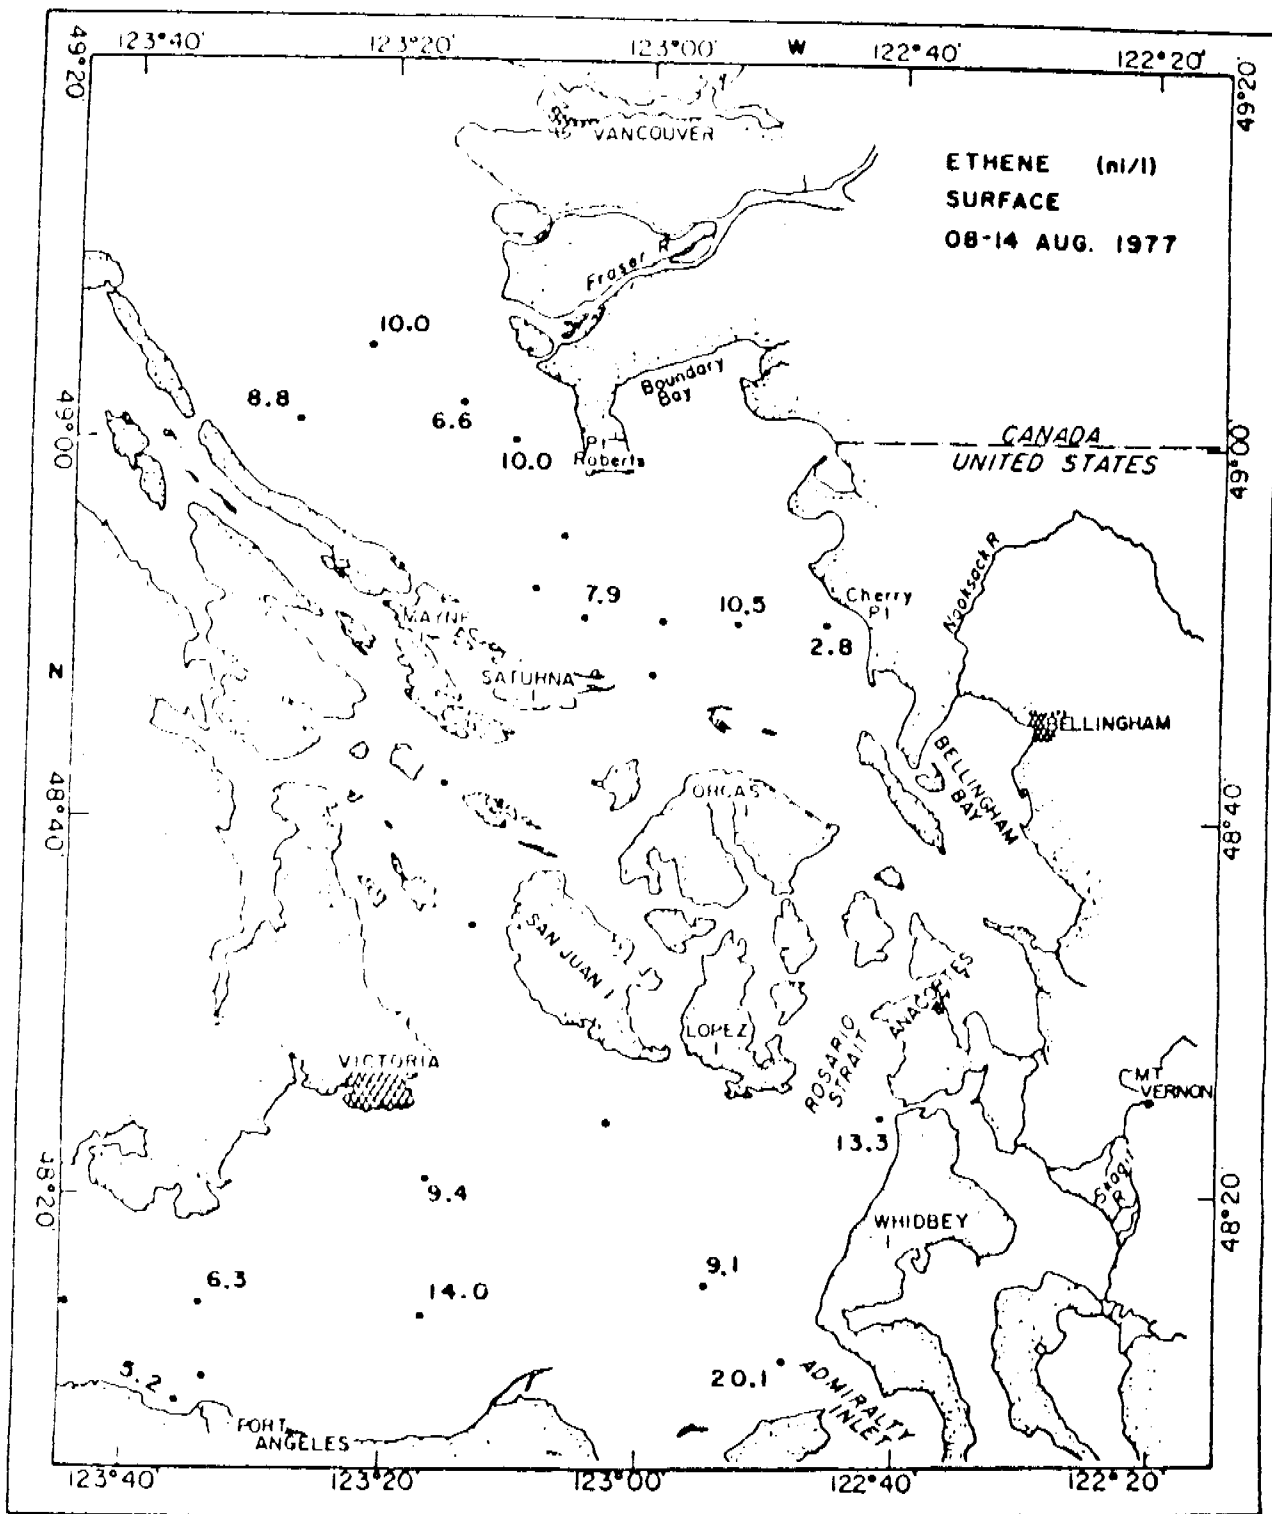 123°40'
123°20'
123°00'
W
122°40'
122°20'
49°20'
49°20'
VANCOUVER
ETHENE (nl/l)
SURFACE
08-14 AUG. 1977
Fraser R
10.0
8.8
6.6
10.0
Boundary
Bay
Pt
Roberts
CANADA
UNITED STATES
49°00'
49°00'
Nooksack R
7.9
10.5
2.8
Cherry
Pt
MAYNE
SATURNA
I
N
BELLINGHAM
BELLINGHAM
BAY
ORCAS
I
48°40'
48°40'
SAN JUAN I
LOPEZ
I
ANACORTES
ROSARIO
STRAIT
VICTORIA
MT
VERNON
13.3
Skagit
R
48°20'
48°20'
9.4
WHIDBEY
I
6.3
14.0
9.1
5.2
20.1
ADMIRALTY
INLET
PORT
ANGELES
123°40'
123°20'
123°00'
122°40'
122°20'